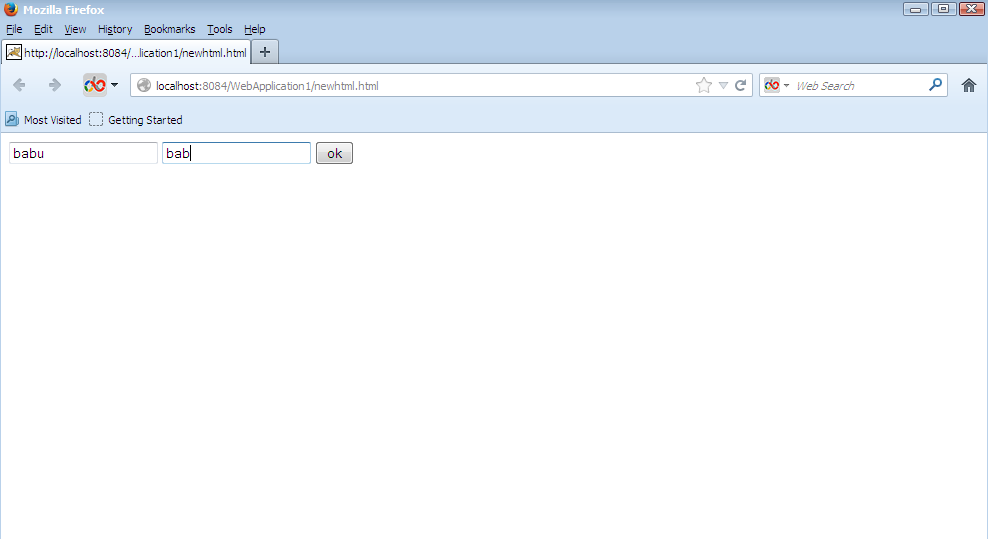 Mozilla Firefox
File Edit View History Bookmarks Tools Help
http://localhost:8084/...lication1/newhtml.html
localhost:8084/WebApplication1/newhtml.html Web Search
Most Visited Getting Started
babu bab ok